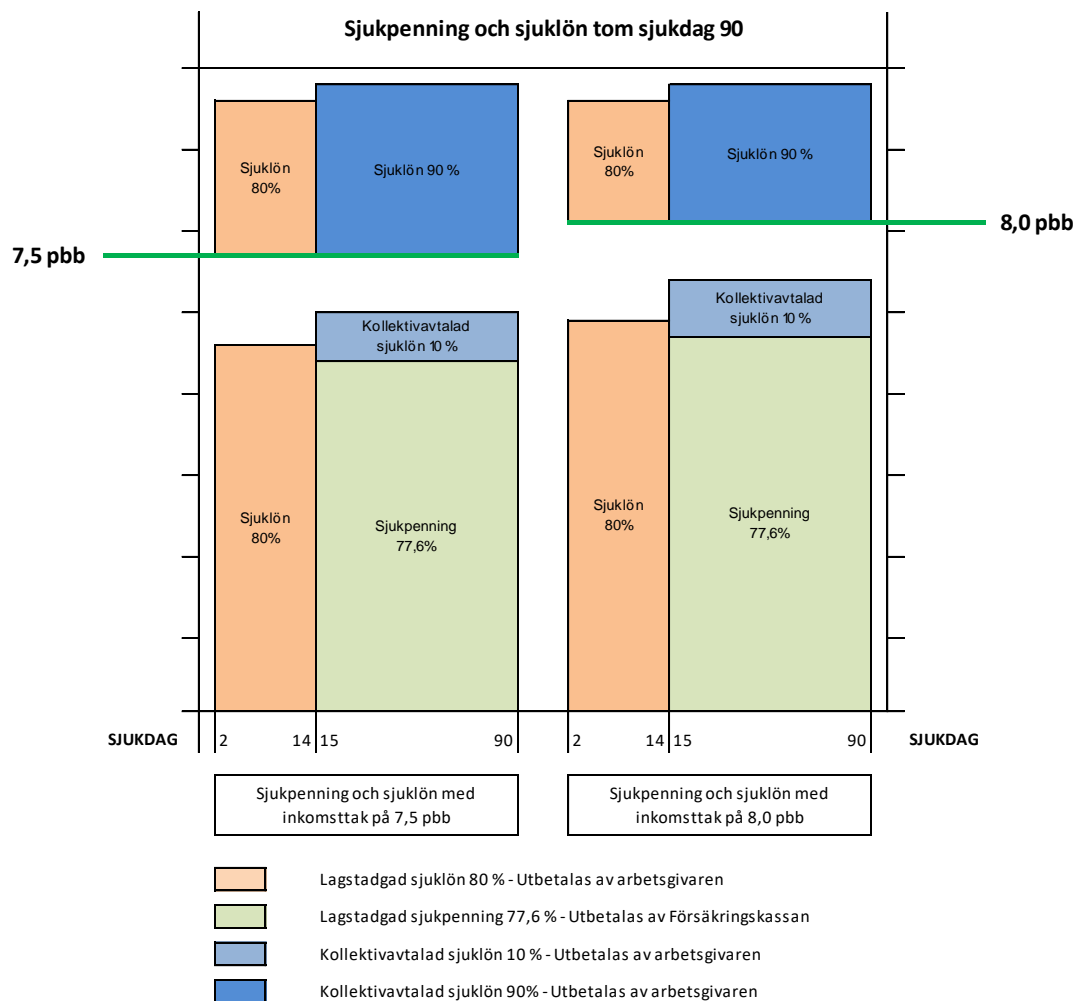 Sjukpenning och sjuklön tom sjukdag 90
Sjuklön
80%
Sjuklön 90 %
Sjuklön
80%
Sjuklön 90 %
7,5 pbb
8,0 pbb
Kollektivavtalad
sjuklön 10 %
Kollektivavtalad
sjuklön 10 %
Sjuklön
80%
Sjukpenning
77,6%
Sjuklön
80%
Sjukpenning
77,6%
SJUKDAG 2 14 15 90 2 14 15 90 SJUKDAG
Sjukpenning och sjuklön med
inkomsttak på 7,5 pbb
Sjukpenning och sjuklön med
inkomsttak på 8,0 pbb
Lagstadgad sjuklön 80 % - Utbetalas av arbetsgivaren
Lagstadgad sjukpenning 77,6 % - Utbetalas av Försäkringskassan
Kollektivavtalad sjuklön 10 % - Utbetalas av arbetsgivaren
Kollektivavtalad sjuklön 90% - Utbetalas av arbetsgivaren